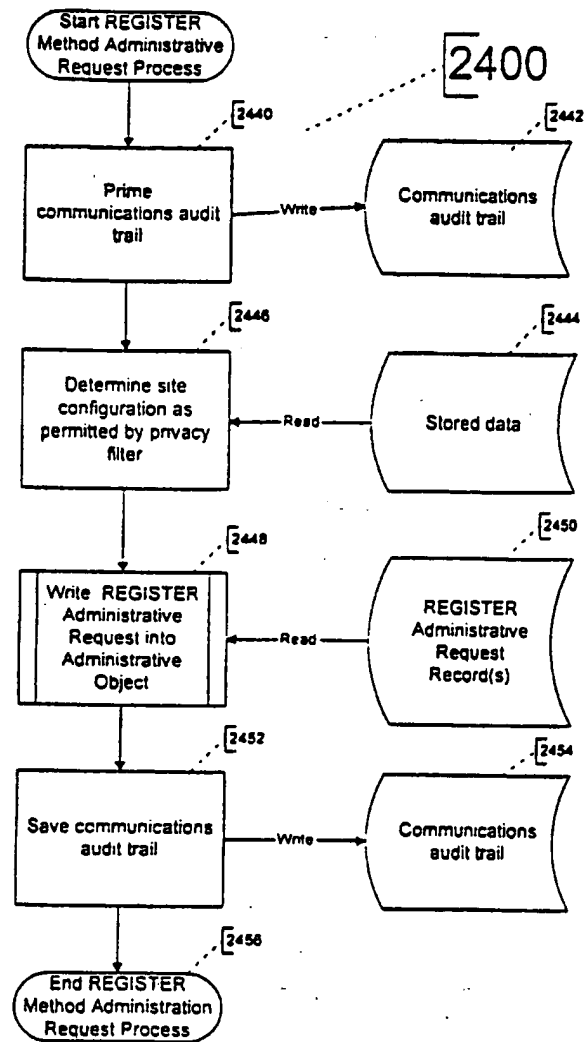 Start REGISTER
Method Administrative
Request Process
2400
2440
2442
Prime
communications audit
trail
Write
Communications
audit trail
2446
2444
Determine site
configuration as
permitted by privacy
filter
Read
Stored data
2448
2450
Write REGISTER
Administrative
Request into
Administrative
Object
Read
REGISTER
Administrative
Request
Record(s)
2452
2454
Save communications
audit trail
Write
Communications
audit trail
2456
End REGISTER
Method Administration
Request Process